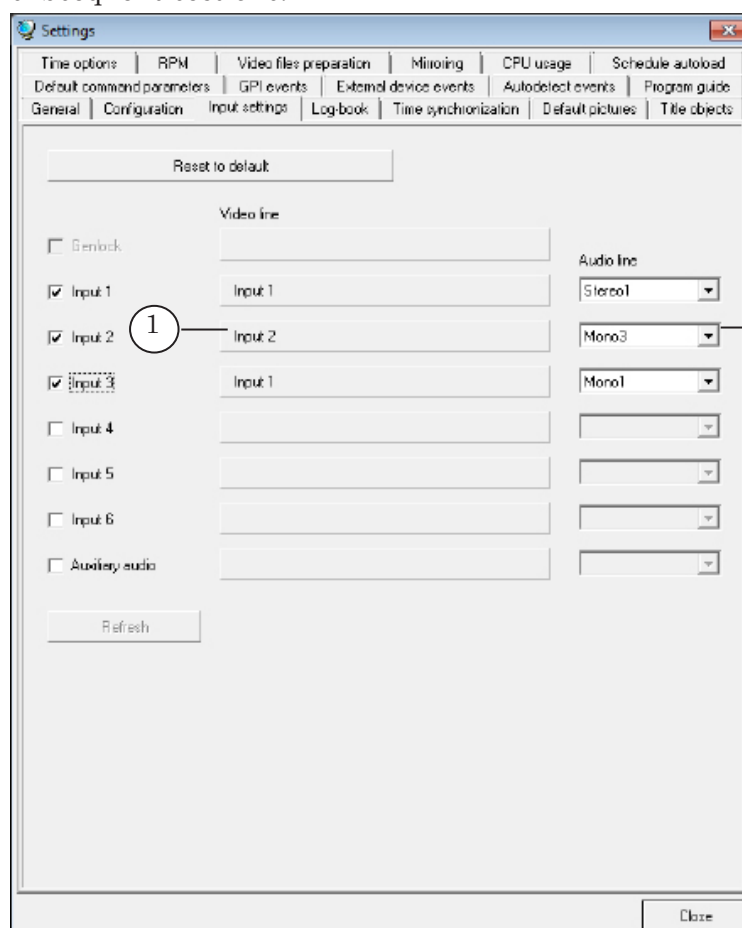 Settings
Time options RPM Video files preparation Mirroring CPU usage Schedule autoload
Default command parameters GPI events External device events Autodetect events Program guide
General Configuration Input settings Log-book Time synchronization Default pictures Title objects
Reset to default
Video line
Genlock
Audio line
Input 1 Input 1 Stereo1
Input 2 1 Input 2 Mono3
Input 3 Input 1 Mono1
Input 4
Input 5
Input 6
Auxiliary audio
Refresh
Close